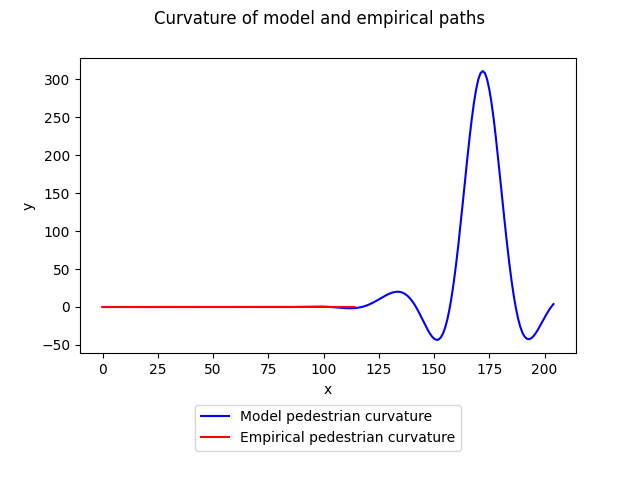 Curvature of model and empirical paths
300
250
200
150
100
50
0
−50
y
0 25 50 75 100 125 150 175 200
x
Model pedestrian curvature
Empirical pedestrian curvature